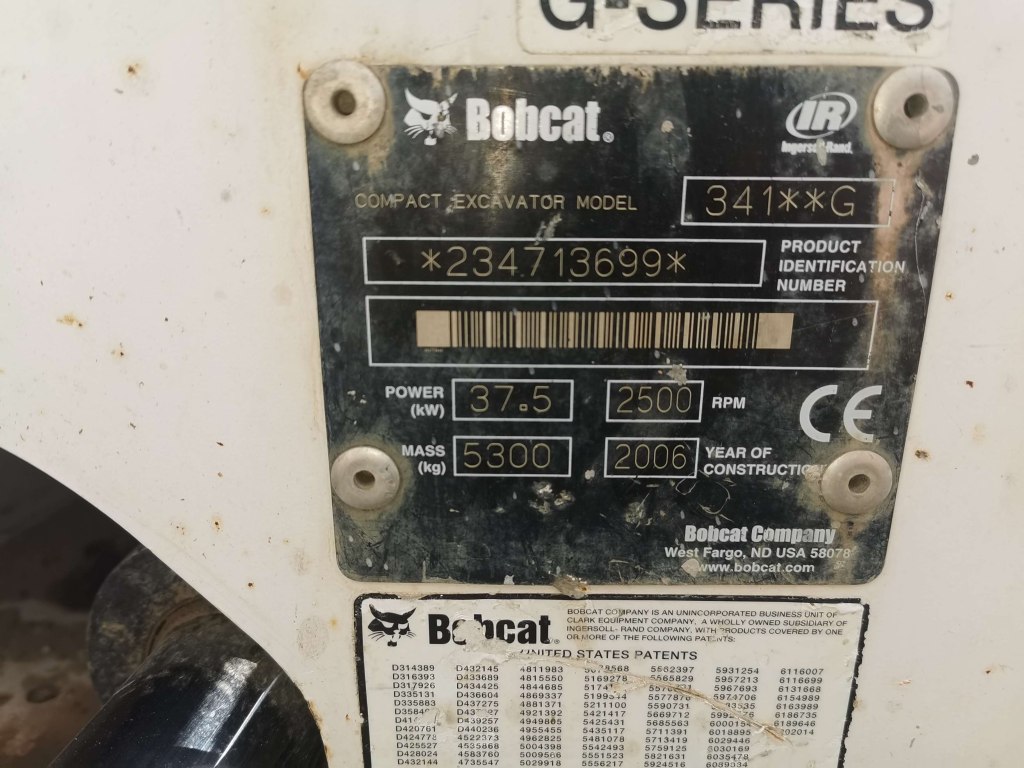 G-SERIES
Bobcat®
IR
Ingersoll-Rand.
COMPACT EXCAVATOR MODEL 341**G
*234713699* PRODUCT
IDENTIFICATION
NUMBER
POWER
(kW) 37.5 2500 RPM
MASS
(kg) 5300 2006 YEAR OF
CONSTRUCTION
CE
Bobcat Company
West Fargo, ND USA 58078
www.bobcat.com
Bobcat®
BOBCAT COMPANY IS AN UNINCORPORATED BUSINESS UNIT OF
CLARK EQUIPMENT COMPANY, A WHOLLY OWNED SUBSIDIARY OF
INGERSOLL-RAND COMPANY, WITH PRODUCTS COVERED BY ONE
OR MORE OF THE FOLLOWING PATENTS:
UNITED STATES PATENTS
D314389 D432145 4811983 5562397 5931254 6116007
D316393 D433689 4815550 5169278 5565829 5957213 6116699
D317926 D434425 4844685 5967693 6131668
D335131 D436604 4869337 5577876 6154989
D335883 D437275 4881371 5211100 5590731 6163989
4921392 5421417 5669712 6186735
D439257 4949805 5425431 5685563 6000154 6189646
D420761 D440236 4955455 5435117 5711391 6018895
D424778 4522373 4962825 5481078 5713419 6029446
D425527 4535868 5004398 5542493 5759125 6030169
D428024 4583760 5009566 5551523 5821631 6035478
D432144 4735547 5029918 5556217 5924516